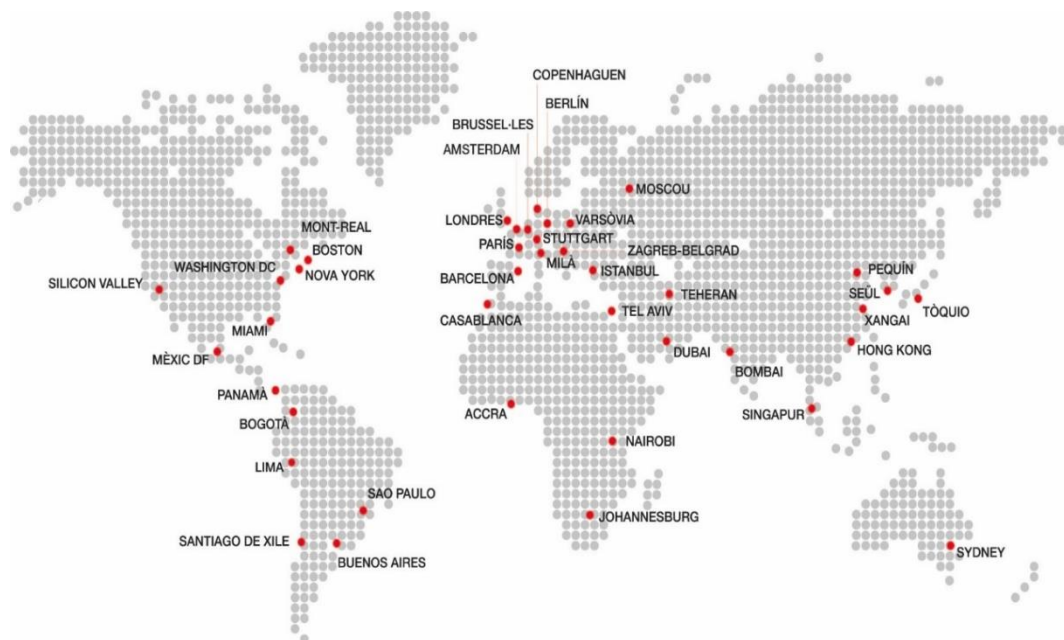 COPENHAGUEN
BERLÍN
BRUSSEL·LES
AMSTERDAM
MOSCOU
LONDRES
VARSÒVIA
MONT-REAL
STUTTGART
PARÍS
BOSTON
ZAGREB-BELGRAD
MILÀ
WASHINGTON DC
PEQUÍN
NOVA YORK
BARCELONA
ISTANBUL
SILICON VALLEY
SEÜL
TEHERAN
TÒQUIO
TEL AVIV
CASABLANCA
XANGAI
MIAMI
HONG KONG
DUBAI
MÈXIC DF
BOMBAI
PANAMÀ
ACCRA
SINGAPUR
BOGOTÀ
NAIROBI
LIMA
SAO PAULO
JOHANNESBURG
SANTIAGO DE XILE
SYDNEY
BUENOS AIRES